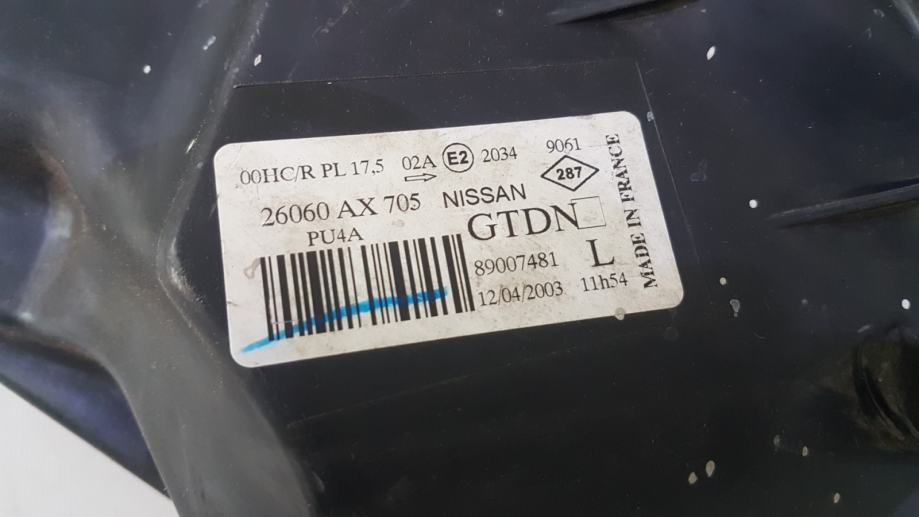 00HC/R PL 17,5 02A E2 2034 9061
287
26060 AX 705 NISSAN
PU4A GTDN
89007481 L
12/04/2003 11h54
MADE IN FRANCE